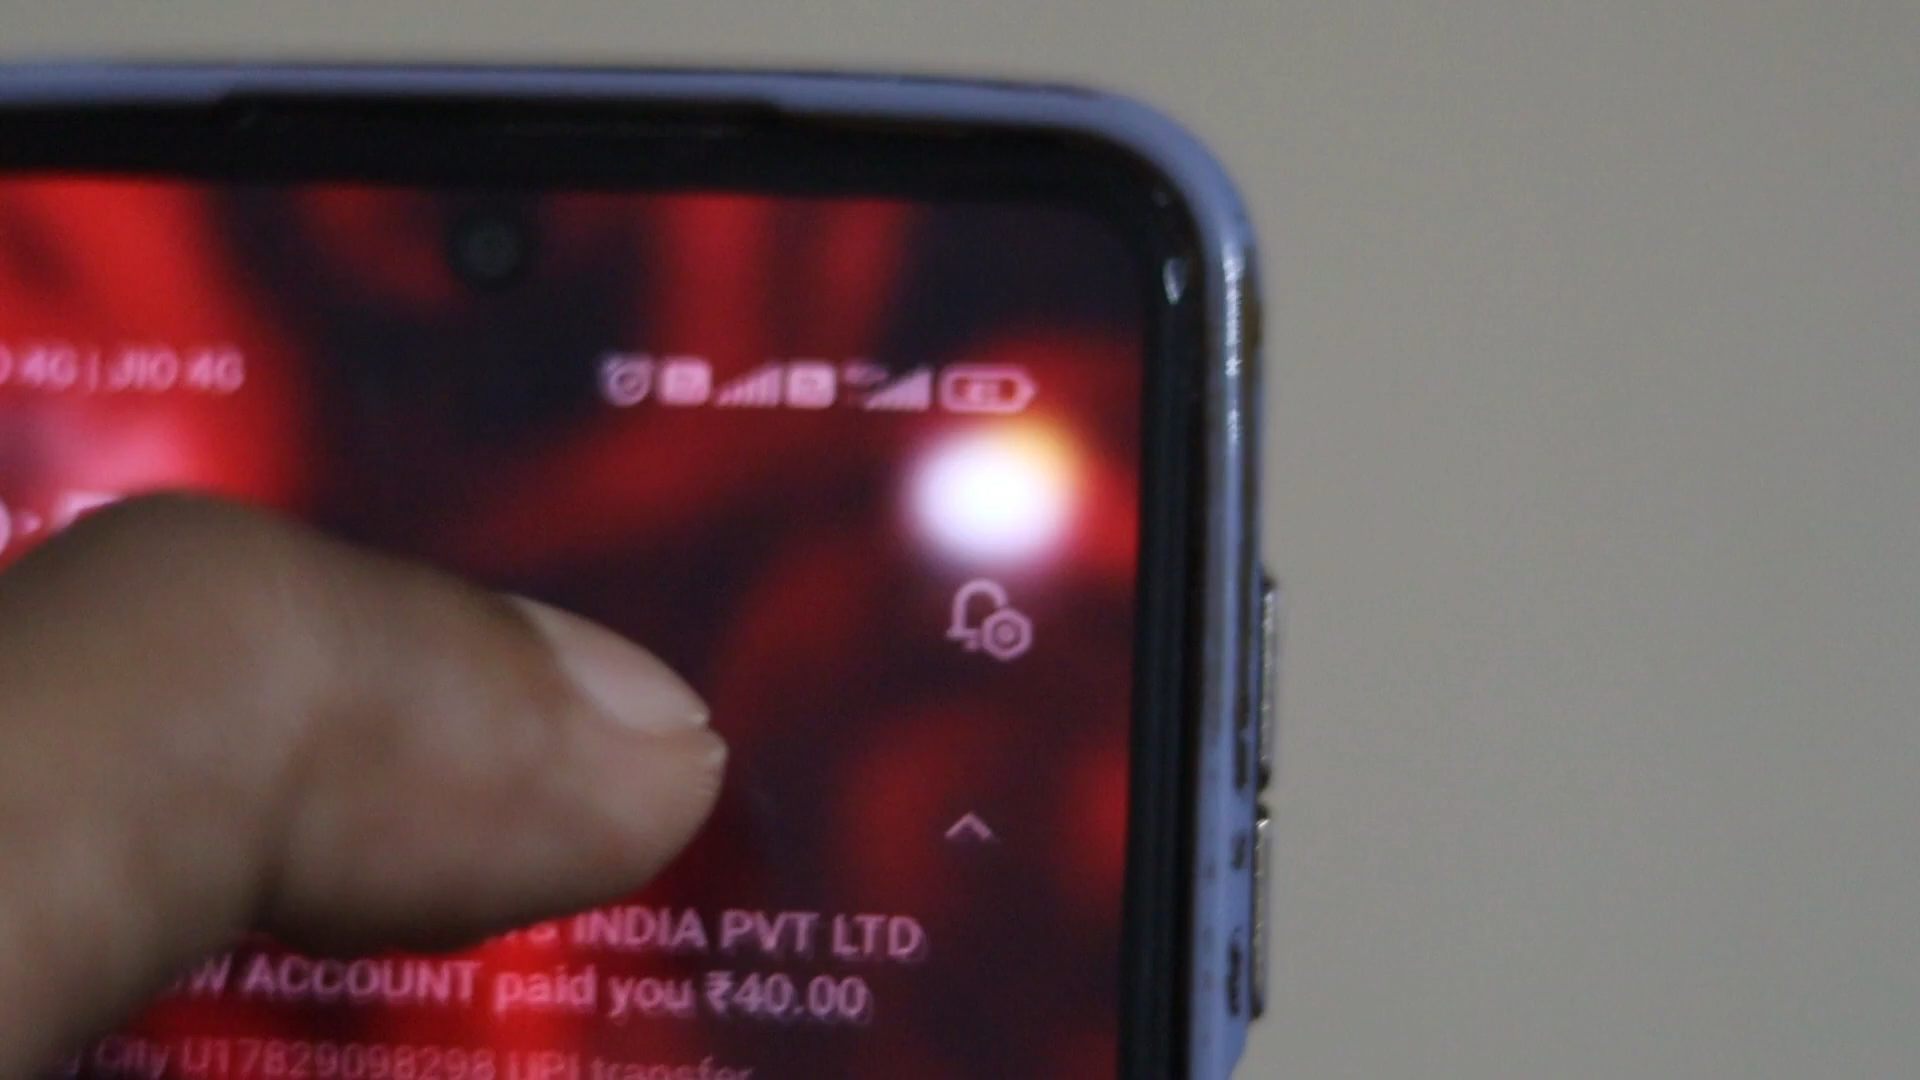 4G | JIO 4G
INDIA PVT LTD
ACCOUNT paid you ₹40.00
City U17829098298 UPI transfer